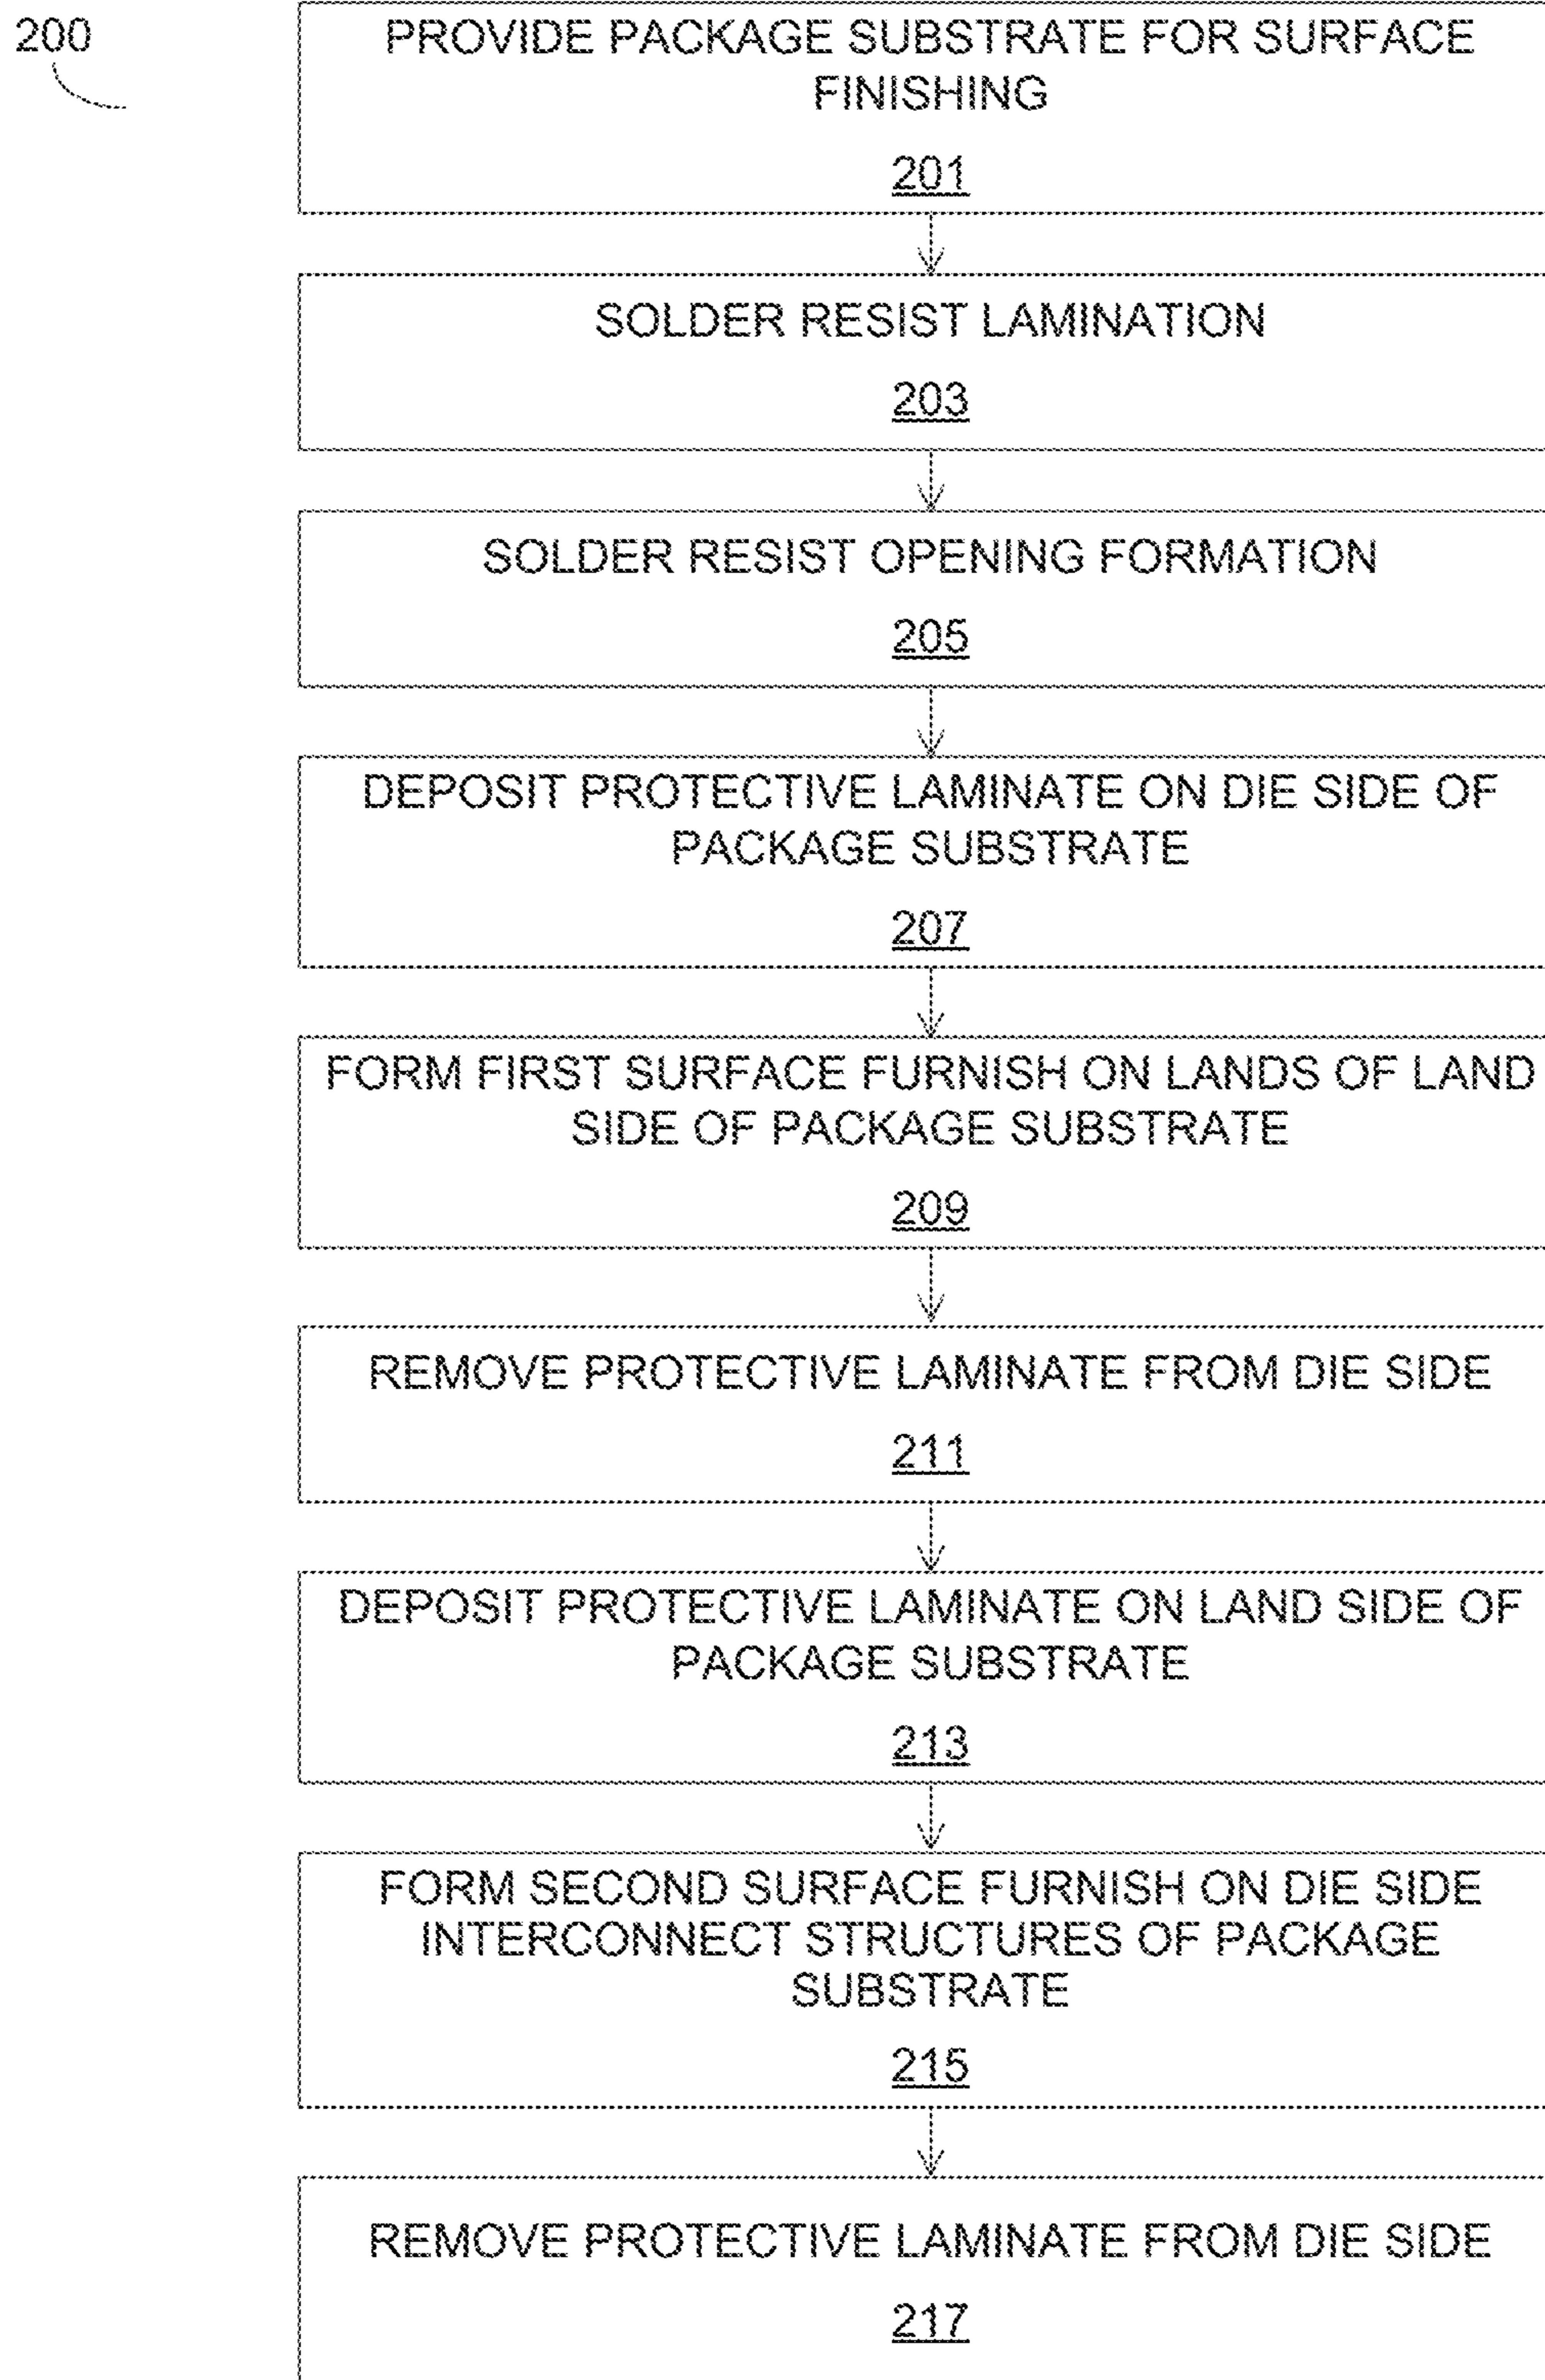 200
PROVIDE PACKAGE SUBSTRATE FOR SURFACE
FINISHING
201
SOLDER RESIST LAMINATION
203
SOLDER RESIST OPENING FORMATION
205
DEPOSIT PROTECTIVE LAMINATE ON DIE SIDE OF
PACKAGE SUBSTRATE
207
FORM FIRST SURFACE FURNISH ON LANDS OF LAND
SIDE OF PACKAGE SUBSTRATE
209
REMOVE PROTECTIVE LAMINATE FROM DIE SIDE
211
DEPOSIT PROTECTIVE LAMINATE ON LAND SIDE OF
PACKAGE SUBSTRATE
213
FORM SECOND SURFACE FURNISH ON DIE SIDE
INTERCONNECT STRUCTURES OF PACKAGE
SUBSTRATE
215
REMOVE PROTECTIVE LAMINATE FROM DIE SIDE
217